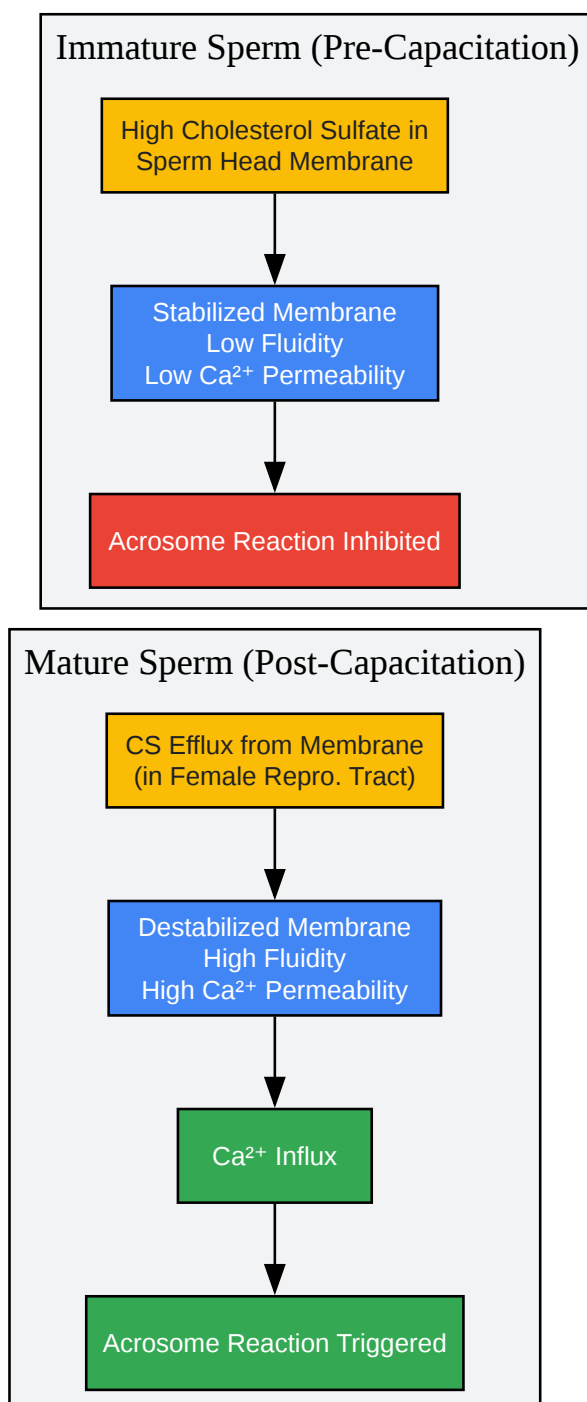 Immature Sperm (Pre-Capacitation)
High Cholesterol Sulfate in
Sperm Head Membrane
Stabilized Membrane
Low Fluidity
Low Ca²⁺ Permeability
Acrosome Reaction Inhibited
Mature Sperm (Post-Capacitation)
CS Efflux from Membrane
(in Female Repro. Tract)
Destabilized Membrane
High Fluidity
High Ca²⁺ Permeability
Ca²⁺ Influx
Acrosome Reaction Triggered